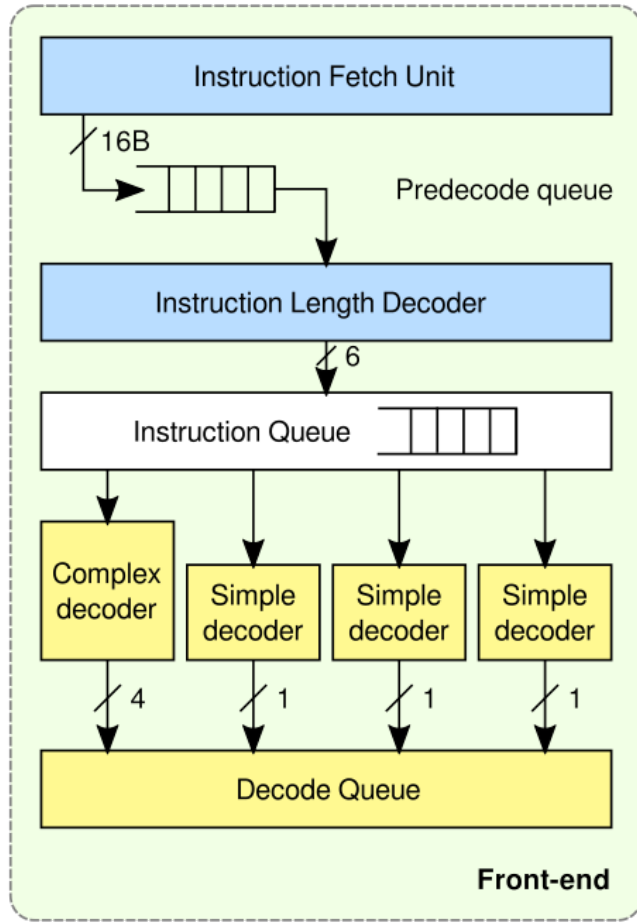 Instruction Fetch Unit
16B
Predecode queue
Instruction Length Decoder
6
Instruction Queue
Complex
decoder
Simple
decoder
Simple
decoder
Simple
decoder
4
1
1
1
Decode Queue
Front-end